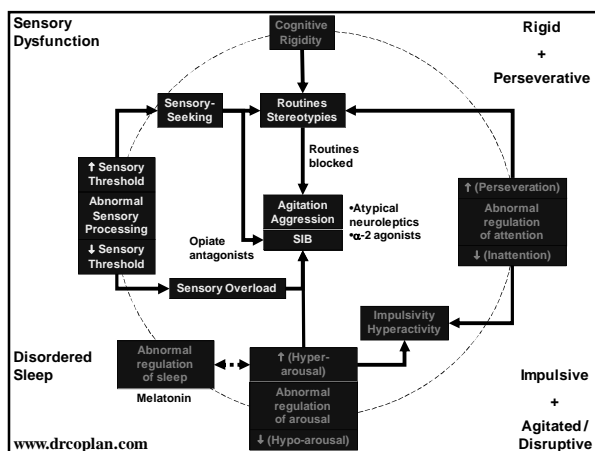 Sensory
Dysfunction
Cognitive
Rigidity
Rigid
+
Perseverative
Sensory-
Seeking
Routines
Stereotypies
Routines
blocked
↑ Sensory
Threshold
Abnormal
Sensory
Processing
↓ Sensory
Threshold
Agitation
Aggression
SIB
•Atypical
neuroleptics
•α-2 agonists
↑ (Perseveration)
Abnormal
regulation
of attention
↓ (Inattention)
Opiate
antagonists
Sensory Overload
Impulsivity
Hyperactivity
Disordered
Sleep
Abnormal
regulation
of sleep
Melatonin
↑ (Hyper-
arousal)
Abnormal
regulation
of arousal
↓ (Hypo-arousal)
Impulsive
+
Agitated/
Disruptive
www.drcoplan.com